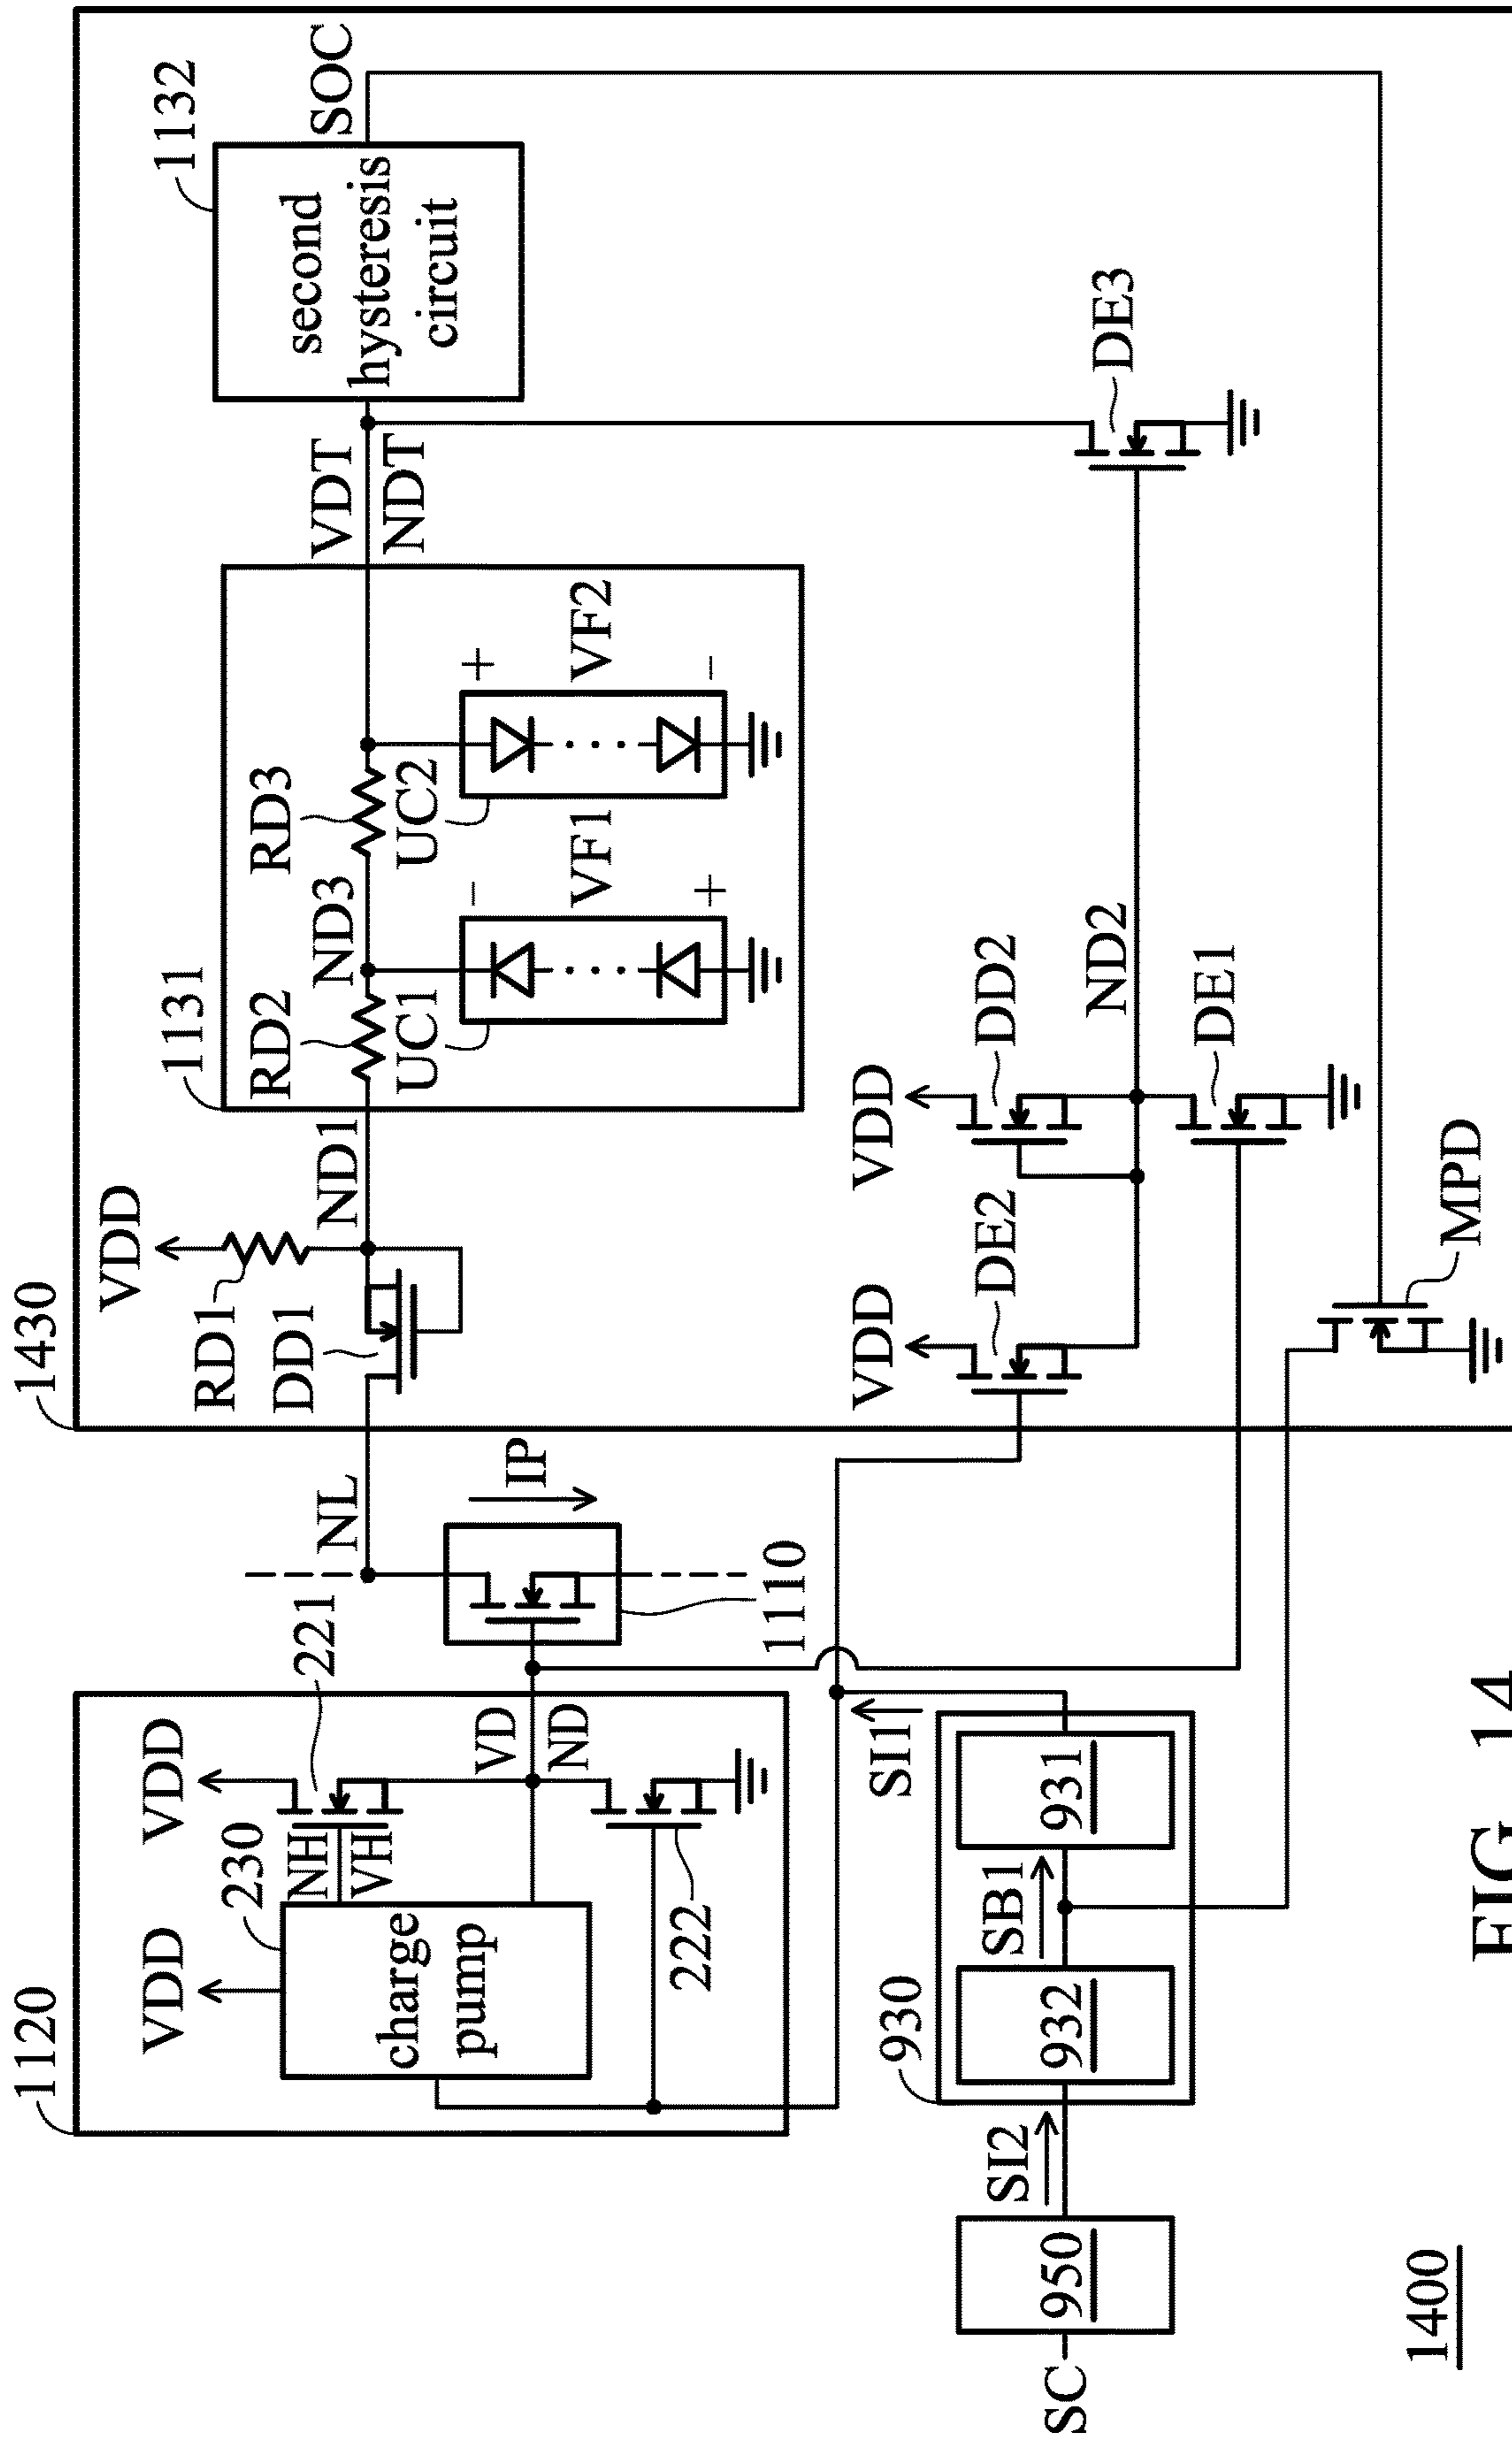 1430
1132
second
hysteresis
circuit
SOC
VDT
NDT
1131
RD2
ND3
RD3
UC1
UC2
VF1
VF2
-
+
+
-
VDD
RD1
ND1
DD1
NL
IP
1110
DE3
VDD
DD2
ND2
DE1
VDD
DE2
MPD
1120
VDD
VDD
221
230
NH
VH
charge
pump
VD
ND
222
SI1
930
931
SB1
932
SI2
950
SC
1400
FIG. 14